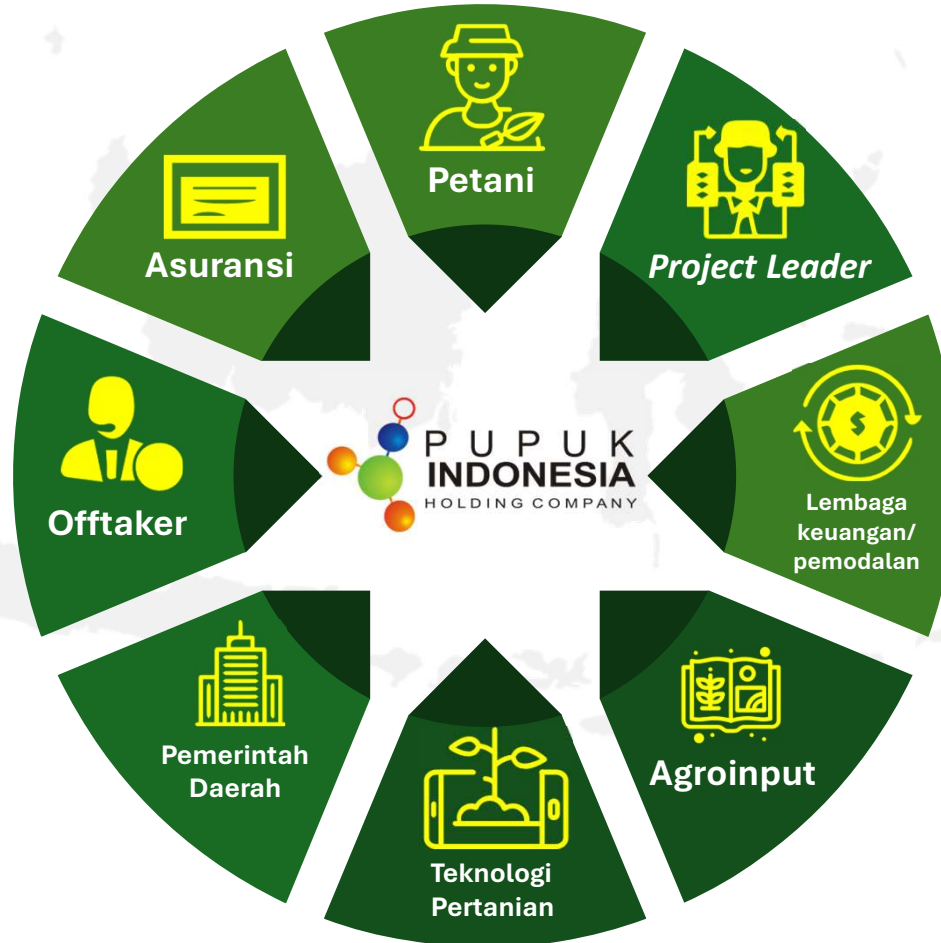 Petani
Project Leader
Asuransi
Lembaga
keuangan/
pemodalan
PUPUK
INDONESIA
HOLDING COMPANY
Offtaker
Agroinput
Pemerintah
Daerah
Teknologi
Pertanian